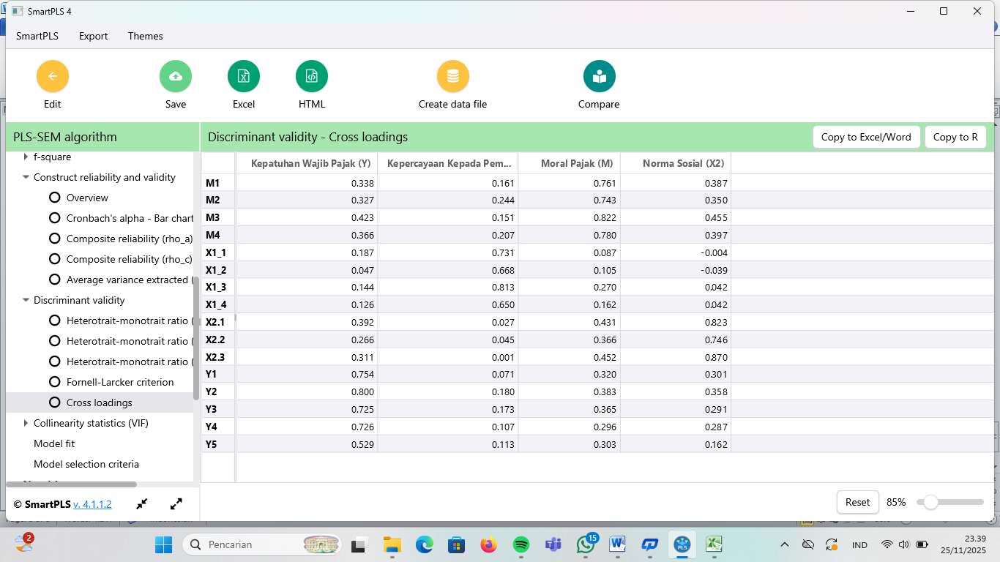 SmartPLS 4
SmartPLS Export Themes
Edit Save Excel HTML Create data file Compare
PLS-SEM algorithm
f-square
Construct reliability and validity
Overview
Cronbach's alpha - Bar chart
Composite reliability (rho_a)
Composite reliability (rho_c)
Average variance extracted (
Discriminant validity
Heterotrait-monotrait ratio (
Heterotrait-monotrait ratio (
Heterotrait-monotrait ratio (
Fornell-Larcker criterion
Cross loadings
Collinearity statistics (VIF)
Model fit
Model selection criteria
© SmartPLS v. 4.1.1.2
Discriminant validity - Cross loadings Copy to Excel/Word Copy to R
Kepatuhan Wajib Pajak (Y) Kepercayaan Kepada Pem... Moral Pajak (M) Norma Sosial (X2)
M1 0.338 0.161 0.761 0.387
M2 0.327 0.244 0.743 0.350
M3 0.423 0.151 0.822 0.455
M4 0.366 0.207 0.780 0.397
X1_1 0.187 0.731 0.087 -0.004
X1_2 0.047 0.668 0.105 -0.039
X1_3 0.144 0.813 0.270 0.042
X1_4 0.126 0.650 0.162 0.042
X2.1 0.392 0.027 0.431 0.823
X2.2 0.266 0.045 0.366 0.746
X2.3 0.311 0.001 0.452 0.870
Y1 0.754 0.071 0.320 0.301
Y2 0.800 0.180 0.383 0.358
Y3 0.725 0.173 0.365 0.291
Y4 0.726 0.107 0.296 0.287
Y5 0.529 0.113 0.303 0.162
Reset 85%
2 Pencarian 15 PLS IND 23.39
25/11/2025